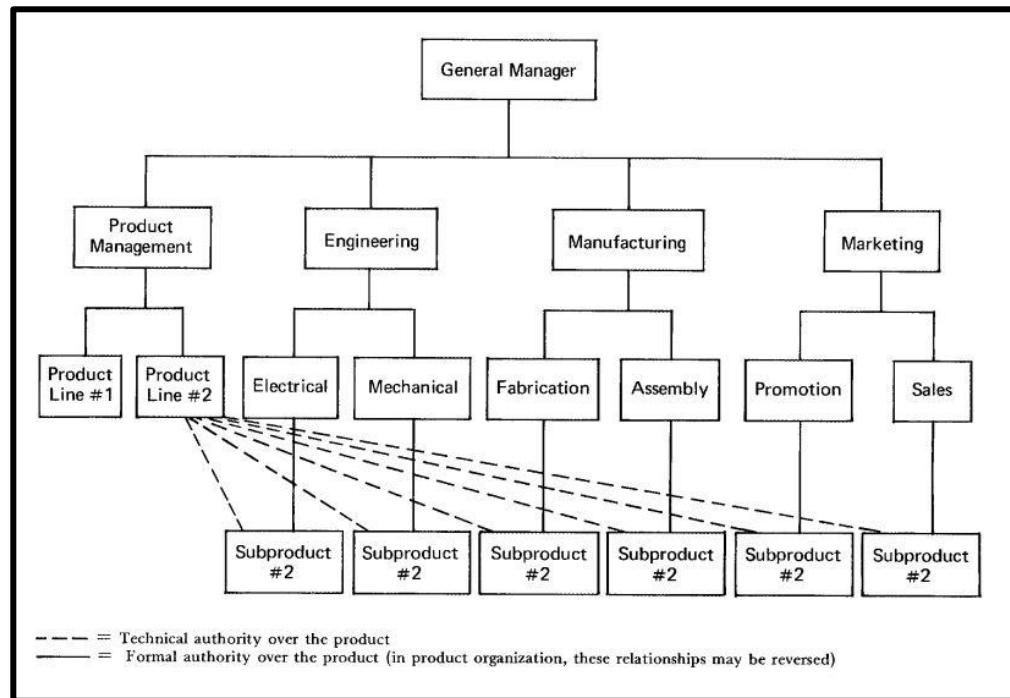 General Manager
Product
Management
Engineering
Manufacturing
Marketing
Product
Line #1
Product
Line #2
Electrical
Mechanical
Fabrication
Assembly
Promotion
Sales
Subproduct
#2
Subproduct
#2
Subproduct
#2
Subproduct
#2
Subproduct
#2
Subproduct
#2
= Technical authority over the product
= Formal authority over the product (in product organization, these relationships may be reversed)